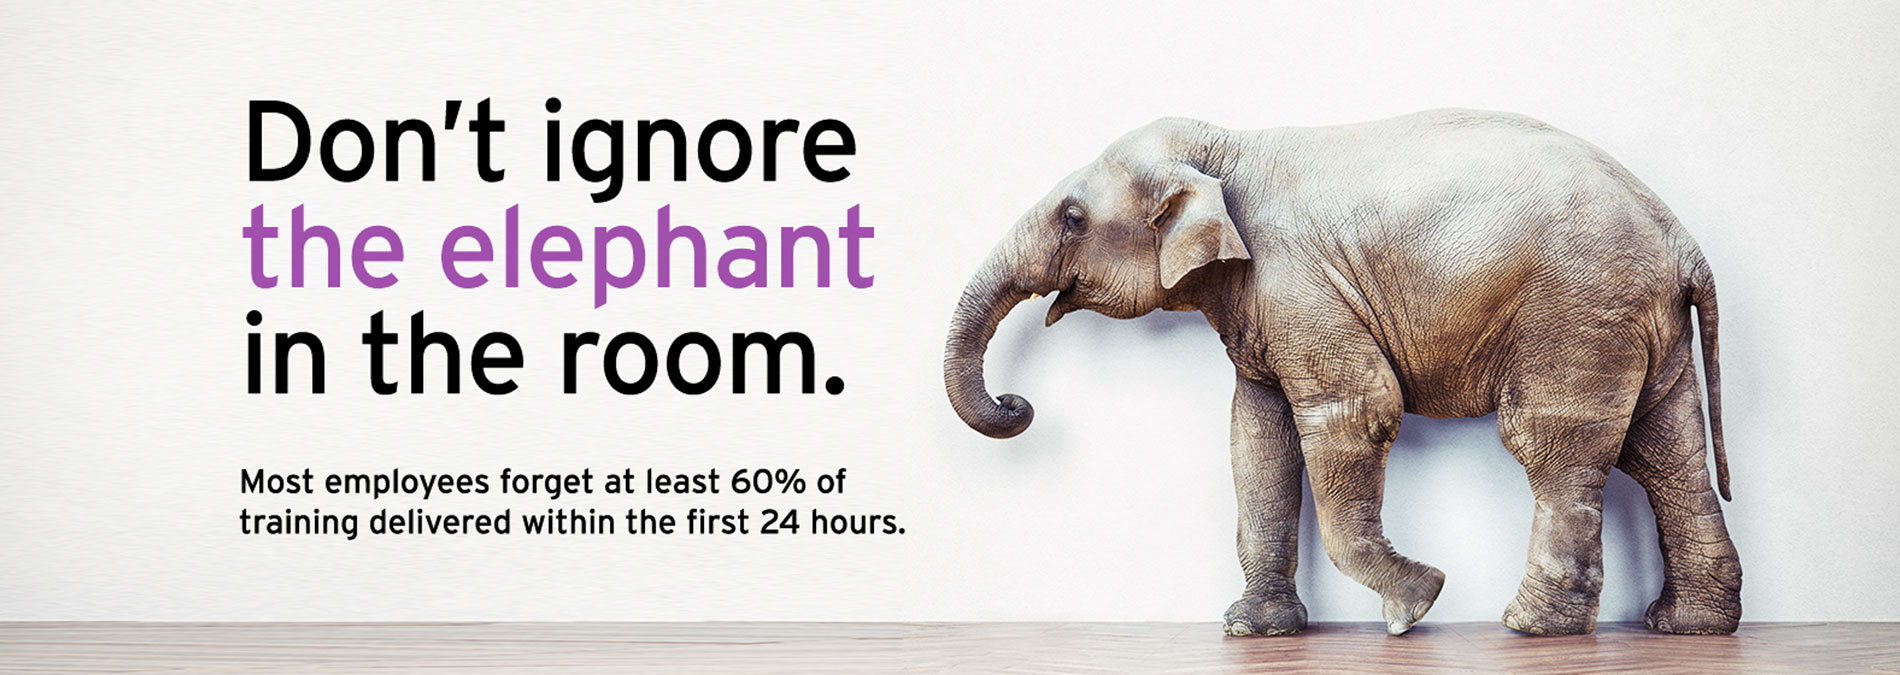 Don't ignore
the elephant
in the room.
Most employees forget at least 60% of
training delivered within the first 24 hours.